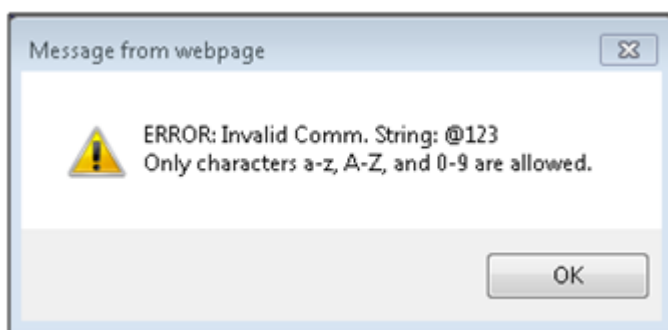 Message from webpage
ERROR: Invalid Comm. String: @123
Only characters a-z, A-Z, and 0-9 are allowed.
OK